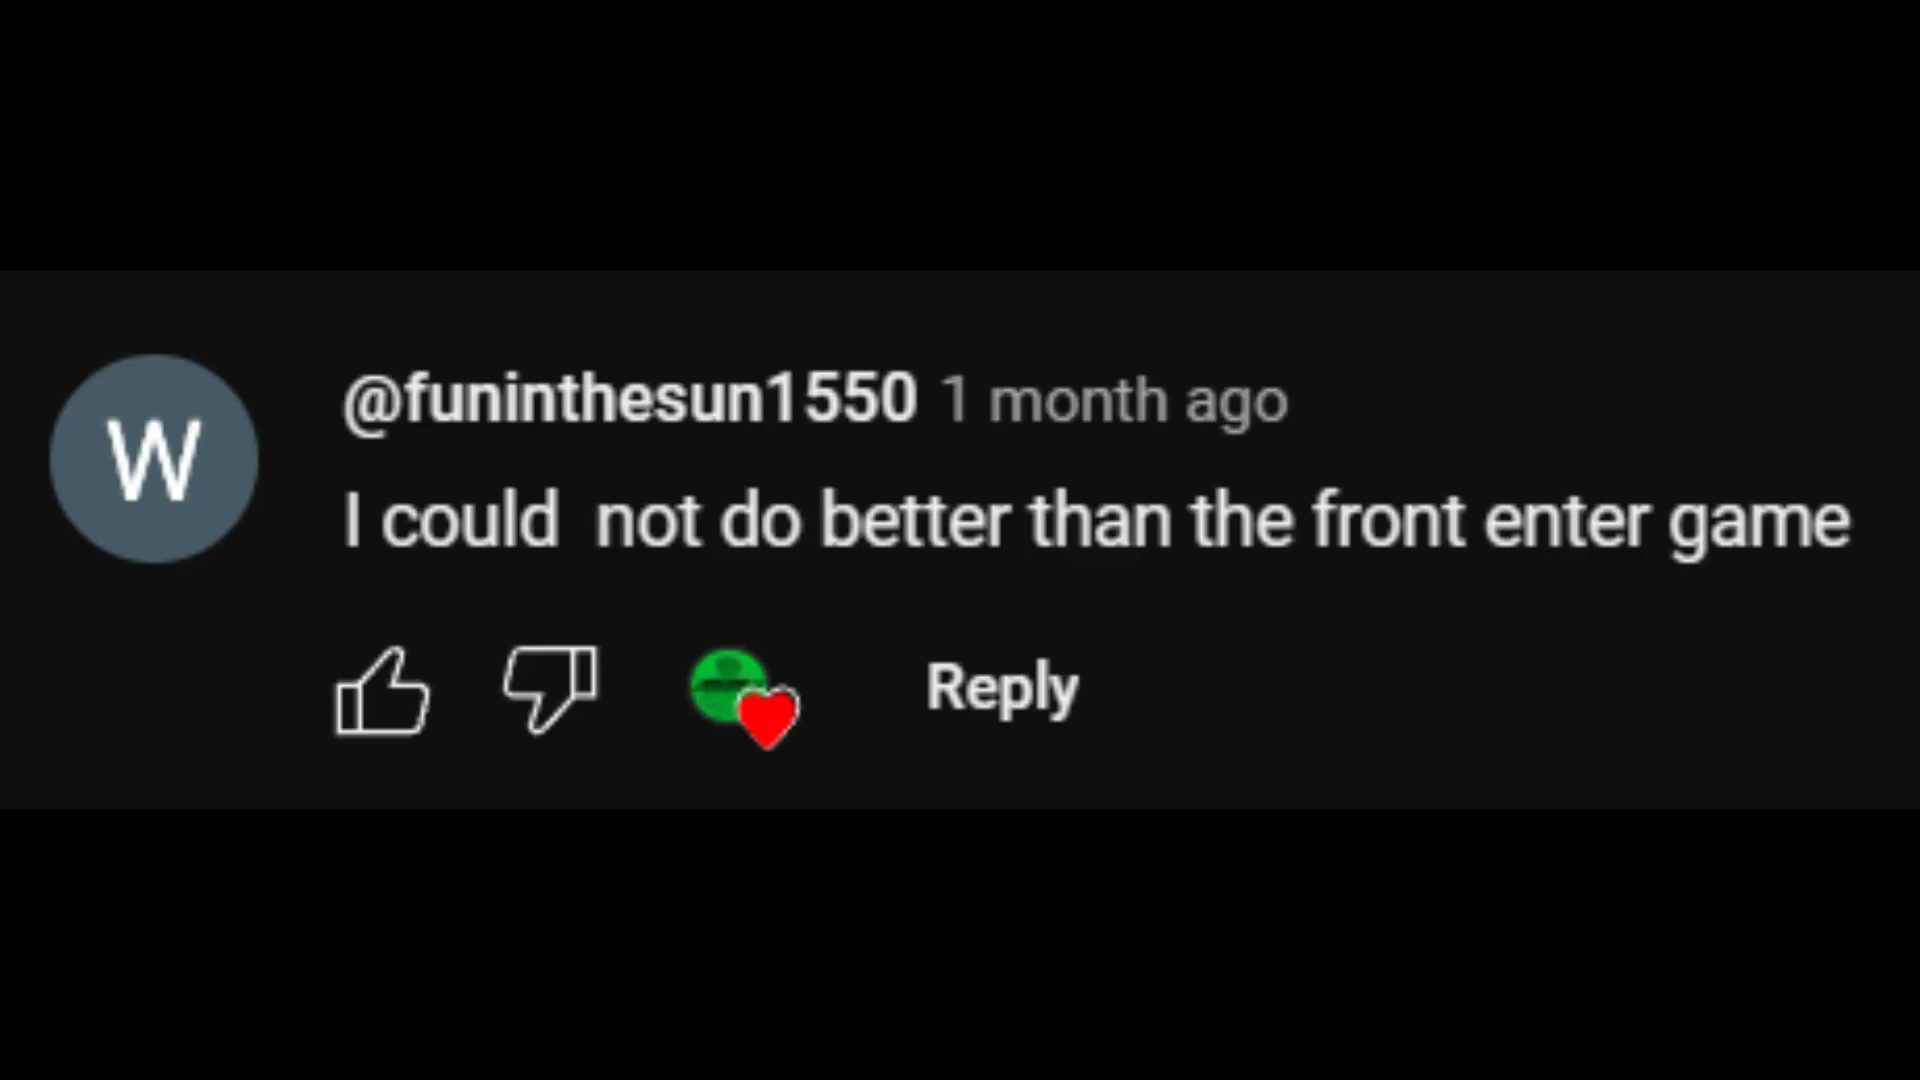 W
@funinthesun1550 1 month ago
I could  not do better than the front enter game
Reply